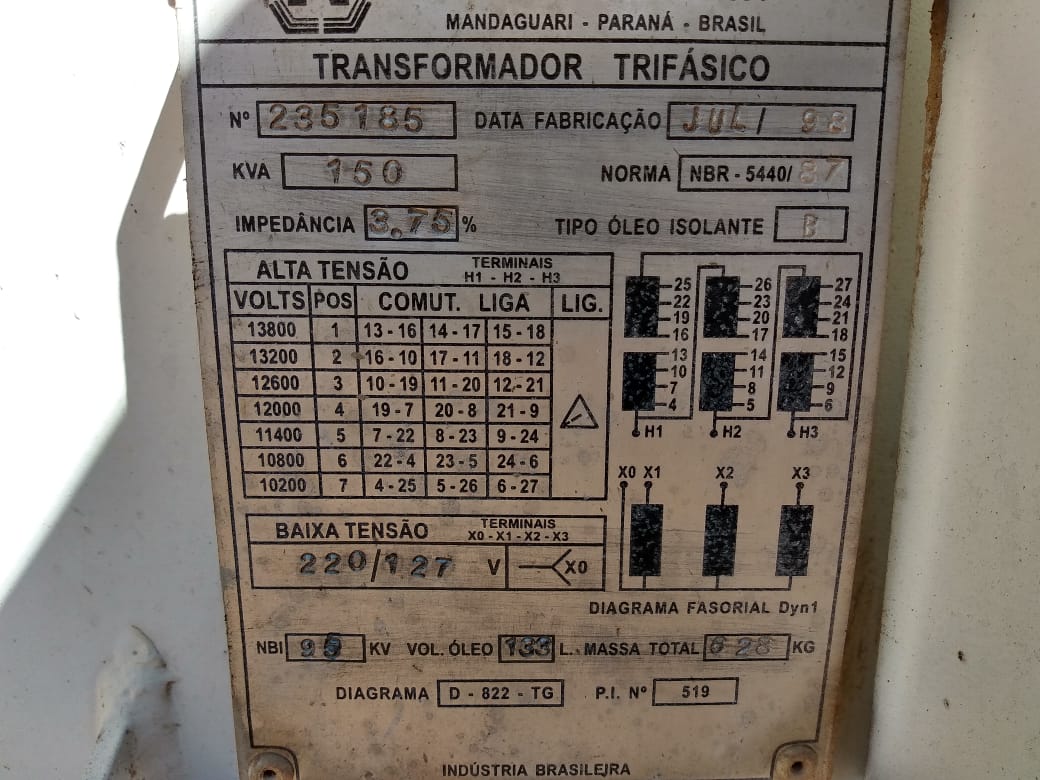 MANDAGUARI - PARANÁ - BRASIL
TRANSFORMADOR TRIFÁSICO
Nº 235185 DATA FABRICAÇÃO JUL/ 98
KVA 150 NORMA NBR - 5440/ 87
IMPEDÂNCIA 3,75 % TIPO ÓLEO ISOLANTE B
ALTA TENSÃO TERMINAIS H1 - H2 - H3
VOLTS POS COMUT. LIGA LIG.
13800 1 13 - 16 14 - 17 15 - 18
13200 2 16 - 10 17 - 11 18 - 12
12600 3 10 - 19 11 - 20 12 - 21
12000 4 19 - 7 20 - 8 21 - 9
11400 5 7 - 22 8 - 23 9 - 24
10800 6 22 - 4 23 - 5 24 - 6
10200 7 4 - 25 5 - 26 6 - 27
25 26 27
22 23 24
19 20 21
16 17 18
13 14 15
10 11 12
7 8 9
4 5 6
H1 H2 H3
X0 X1 X2 X3
BAIXA TENSÃO TERMINAIS X0 - X1 - X2 - X3
220/127 V X0
DIAGRAMA FASORIAL Dyn1
NBI 95 KV VOL. ÓLEO 133 L. MASSA TOTAL 628 KG
DIAGRAMA D - 822 - TG P.I. Nº 519
INDÚSTRIA BRASILEIRA